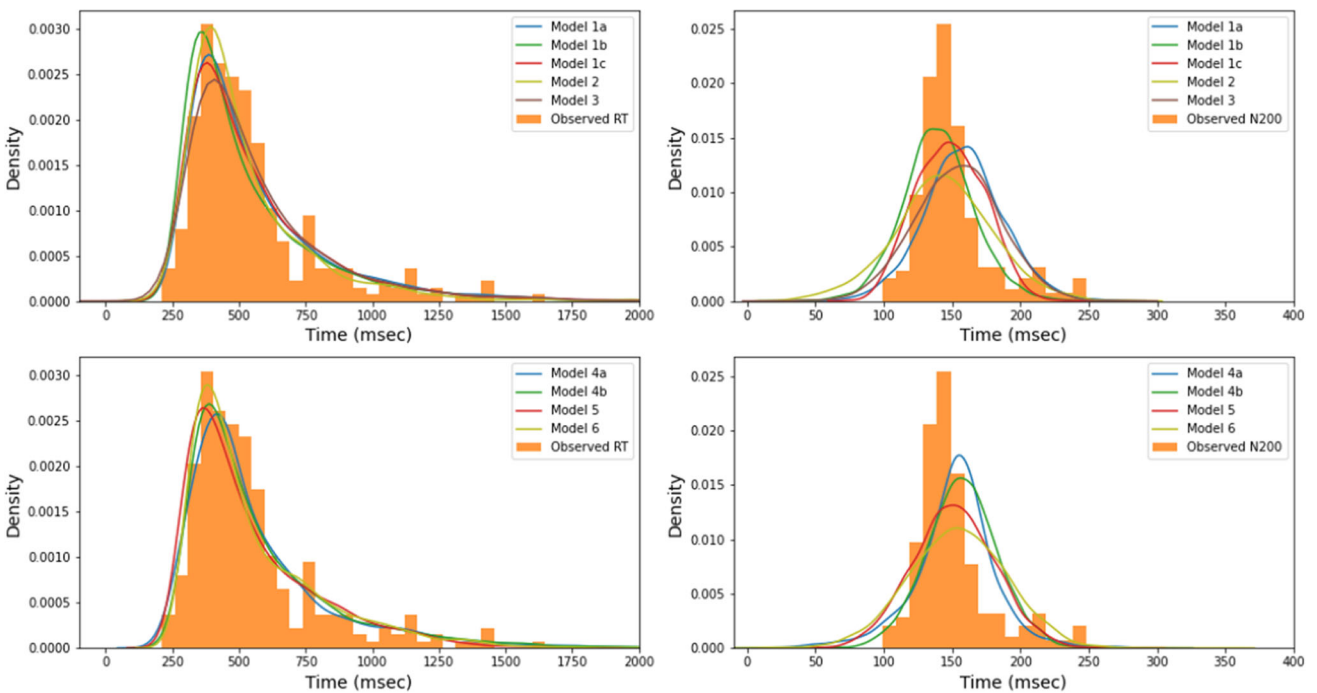 0.0030
0.0025
0.0020
0.0015
0.0010
0.0005
0.0000
Density
0 250 500 750 1000 1250 1500 1750 2000
Time (msec)
Model 1a
Model 1b
Model 1c
Model 2
Model 3
Observed RT
0.025
0.020
0.015
0.010
0.005
0.000
Density
0 50 100 150 200 250 300 350 400
Time (msec)
Model 1a
Model 1b
Model 1c
Model 2
Model 3
Observed N200
0.0030
0.0025
0.0020
0.0015
0.0010
0.0005
0.0000
Density
0 250 500 750 1000 1250 1500 1750 2000
Time (msec)
Model 4a
Model 4b
Model 5
Model 6
Observed RT
0.025
0.020
0.015
0.010
0.005
0.000
Density
0 50 100 150 200 250 300 350 400
Time (msec)
Model 4a
Model 4b
Model 5
Model 6
Observed N200